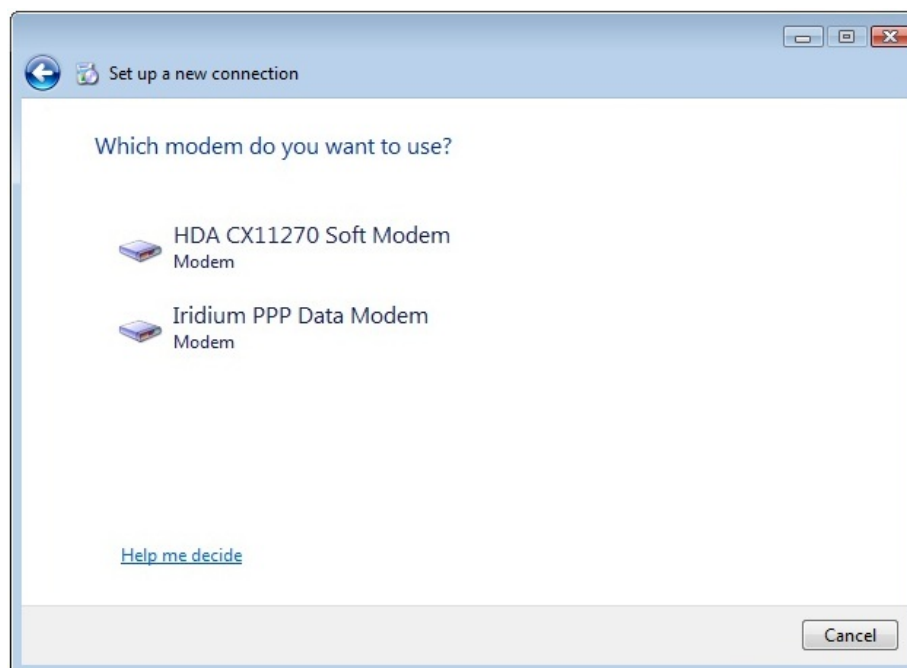 Set up a new connection
Which modem do you want to use?
HDA CX11270 Soft Modem
Modem
Iridium PPP Data Modem
Modem
Help me decide
Cancel